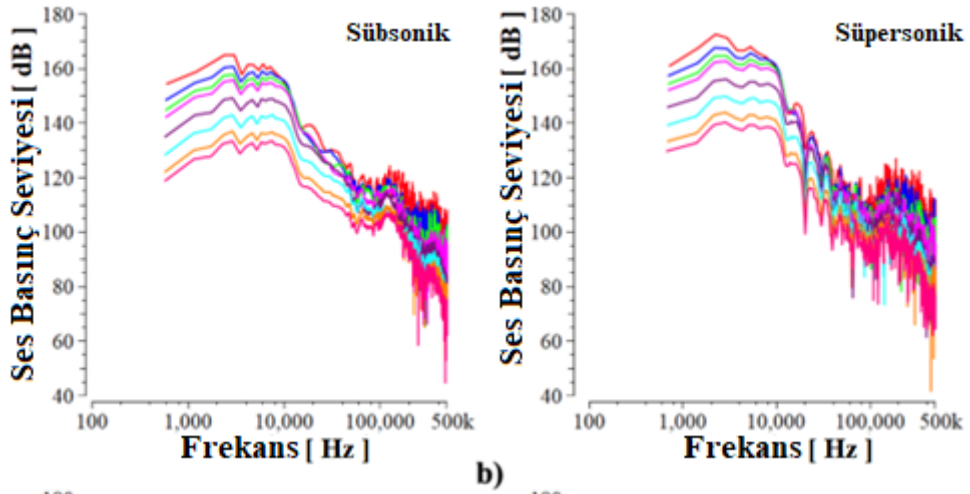 180
160
140
120
100
80
60
40
Ses Basınç Seviyesi [ dB ]
Sübsonik
100
1,000
10,000
100,000
500k
Frekans [ Hz ]
180
160
140
120
100
80
60
40
Ses Basınç Seviyesi [ dB ]
Süpersonik
100
1,000
10,000
100,000
500k
Frekans [ Hz ]
b)